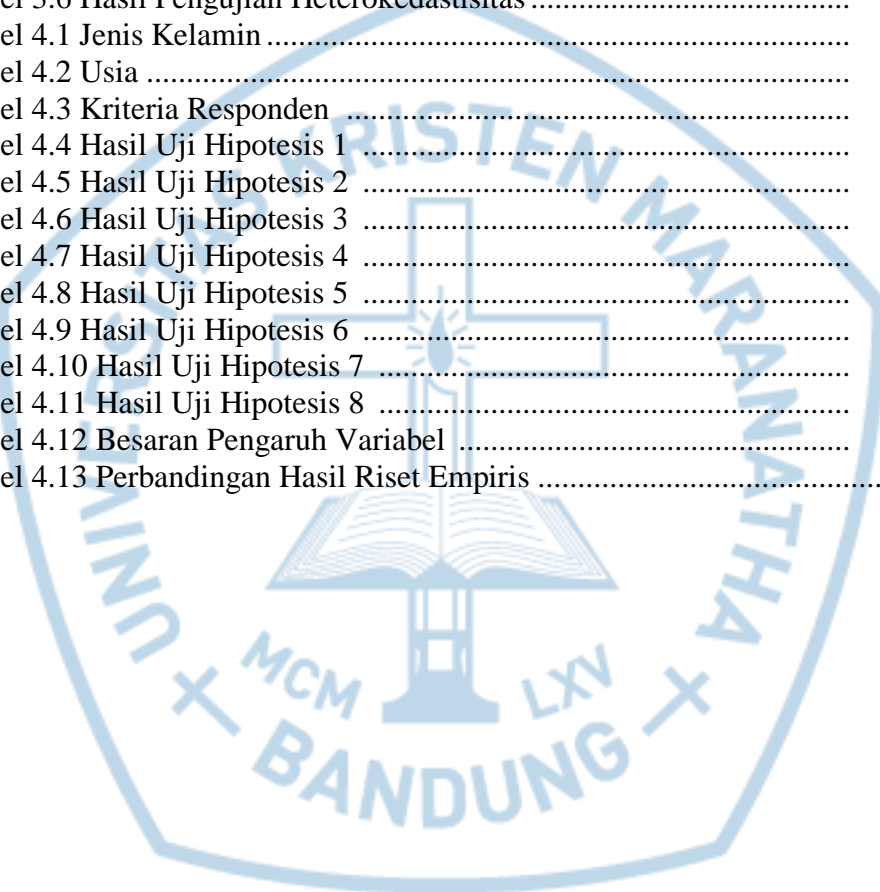 el 3.6 Hasil Pengujian Heterokedastisitas ........................................
el 4.1 Jenis Kelamin ..........................................................................
el 4.2 Usia .........................................................................................
el 4.3 Kriteria Responden ................................................................
el 4.4 Hasil Uji Hipotesis 1 ..............................................................
el 4.5 Hasil Uji Hipotesis 2 ..............................................................
el 4.6 Hasil Uji Hipotesis 3 ..............................................................
el 4.7 Hasil Uji Hipotesis 4 ..............................................................
el 4.8 Hasil Uji Hipotesis 5 ..............................................................
el 4.9 Hasil Uji Hipotesis 6 ..............................................................
el 4.10 Hasil Uji Hipotesis 7 ............................................................
el 4.11 Hasil Uji Hipotesis 8 ............................................................
el 4.12 Besaran Pengaruh Variabel ..................................................
el 4.13 Perbandingan Hasil Riset Empiris ............................................
UNIVERSITAS KRISTEN MARANATHA
MCM LXV
BANDUNG